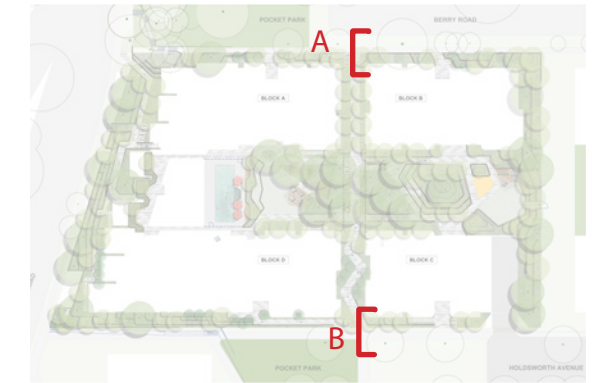 POCKET PARK
BERRY ROAD
A
BLOCK A
BLOCK B
BLOCK D
BLOCK C
B
POCKET PARK
HOLDSWORTH AVENUE